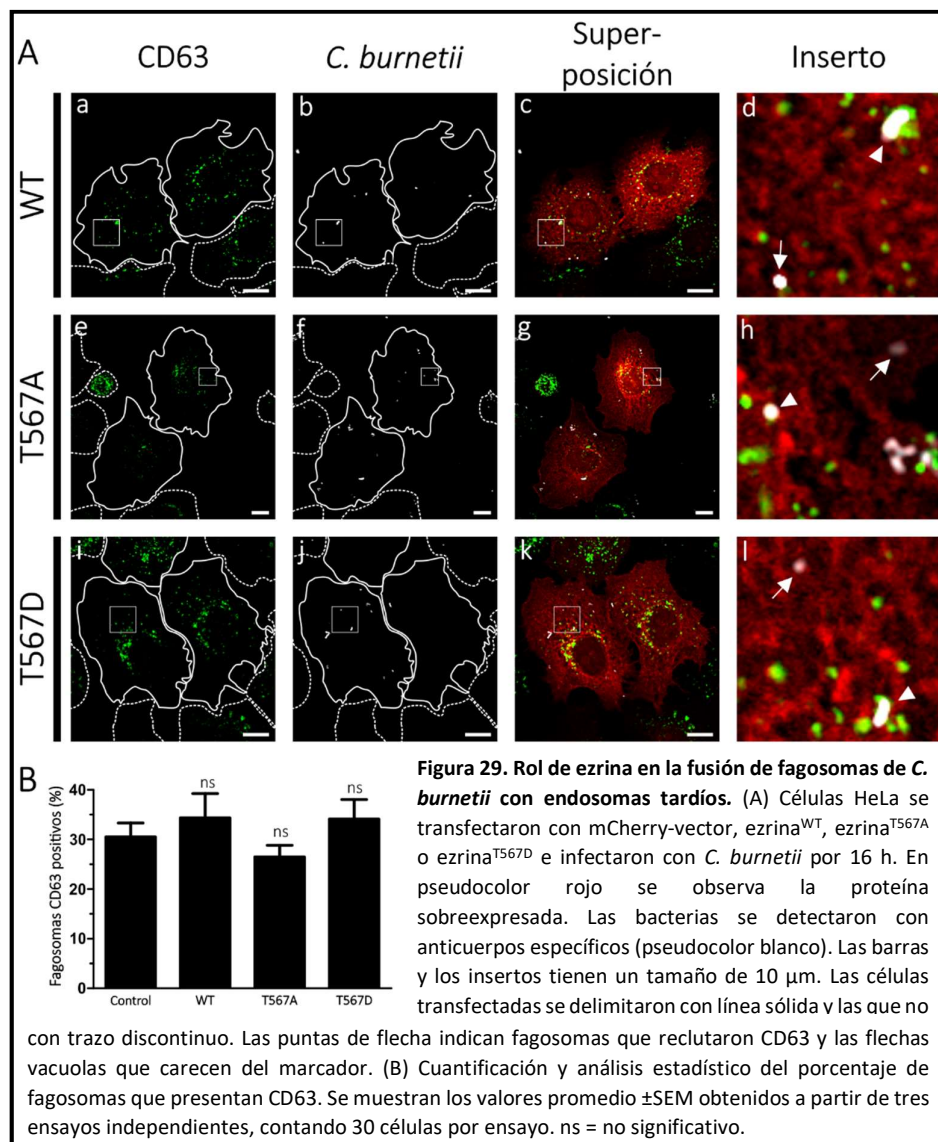 A
CD63
C. burnetii
Super-
posición
Inserto
WT
a
b
c
d
T567A
e
f
g
h
T567D
i
j
k
l
B
Fagosomas CD63 positivos (%)
40
30
20
10
0
ns
ns
ns
Control
WT
T567A
T567D
Figura 29. Rol de ezrina en la fusión de fagosomas de C.
burnetii con endosomas tardíos. (A) Células HeLa se
transfectaron con mCherry-vector, ezrinaWT, ezrinaT567A
o ezrinaT567D e infectaron con C. burnetii por 16 h. En
pseudocolor rojo se observa la proteína
sobreexpresada. Las bacterias se detectaron con
anticuerpos específicos (pseudocolor blanco). Las barras
y los insertos tienen un tamaño de 10 µm. Las células
transfectadas se delimitaron con línea sólida y las que no
con trazo discontinuo. Las puntas de flecha indican fagosomas que reclutaron CD63 y las flechas
vacuolas que carecen del marcador. (B) Cuantificación y análisis estadístico del porcentaje de
fagosomas que presentan CD63. Se muestran los valores promedio ±SEM obtenidos a partir de tres
ensayos independientes, contando 30 células por ensayo. ns = no significativo.